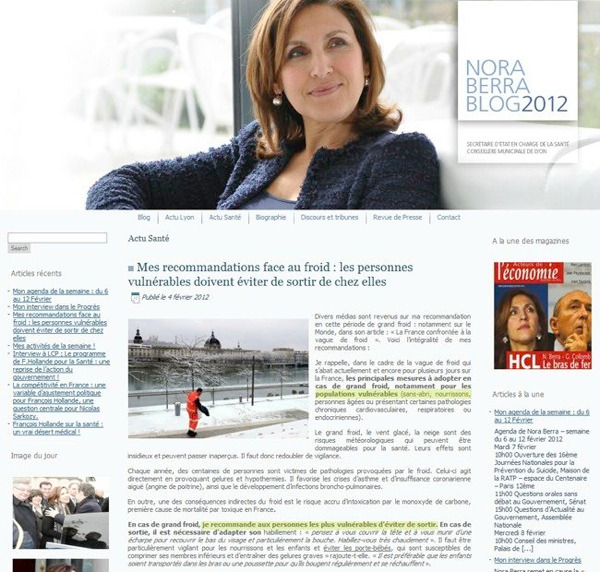 NORA
BERRA
BLOG2012
SECRÉTAIRE D'ÉTAT EN CHARGE DE LA SANTÉ
CONSEILLÈRE MUNICIPALE DE LYON
Blog
Actu Lyon
Actu Santé
Biographie
Discours et tribunes
Revue de Presse
Contact
Search
Articles récents
Mon agenda de la semaine : du 6
au 12 Février
Mon interview dans le Progrès
Mes recommandations face au
froid : les personnes vulnérables
doivent éviter de sortir de chez
elles
Mes activités de la semaine !
Interview à LCP : Le programme
de F.Hollande pour la Santé : une
reprise de l'action du
gouvernement !
La compétitivité en France : une
variable d'ajustement politique
pour François Hollande, une
question centrale pour Nicolas
Sarkozy.
François Hollande sur la santé :
un vrai désert médical !
Image du jour
Actu Santé
Mes recommandations face au froid : les personnes
vulnérables doivent éviter de sortir de chez elles
Publié le 4 février 2012
Divers médias sont revenus sur ma recommandation
en cette période de grand froid : notamment sur le
Monde, dans son article : « La France confrontée à la
vague de froid ». Voici l'intégralité de mes
recommandations :
Je rappelle, dans le cadre de la vague de froid qui
s'abat actuellement et encore pour plusieurs jours sur
la France, les principales mesures à adopter en
cas de grand froid, notamment pour les
populations vulnérables (sans-abri, nourissons,
personnes âgées ou présentant certaines pathologies
chroniques cardiovasculaires, respiratoires ou
endocriniennes).
Le grand froid, le vent glacé, la neige sont des
risques météorologiques qui peuvent être
dommageables pour la santé. Leurs effets sont
insidieux et peuvent passer inaperçus. Il faut donc redoubler de vigilance.
Chaque année, des centaines de personnes sont victimes de pathologies provoquées par le froid. Celui-ci agit
directement en provoquant gelures et hypothermies. Il favorise les crises d'asthme et d'insuffisance coronarienne
aiguë (angine de poitrine), ainsi que le développement d'infections broncho-pulmonaires.
En outre, une des conséquences indirectes du froid est le risque accru d'intoxication par le monoxyde de carbone,
première cause de mortalité par toxique en France.
En cas de grand froid, je recommande aux personnes les plus vulnérables d'éviter de sortir. En cas de
sortie, il est nécessaire d'adapter son habillement : « pensez à vous couvrir la tête et à vous munir d'une
écharpe pour recouvrir le bas du visage et particulièrement la bouche. Habillez-vous très chaudement ». Il faut être
particulièrement vigilant pour les nourrissons et les enfants et éviter les porte-bébés, qui sont susceptibles de
comprimer ses membres inférieurs et d'entraîner des gelures graves » rajoute-t-elle. « Il est préférable que les enfants
soient transportés dans les bras ou une poussette pour qu'ils bougent régulièrement et se réchauffent ».
A la une des magazines
Acteurs de
l'économie
HCL
N. Berra - G. Collomb
Le bras de fer
Articles à la une
Mon agenda de la semaine : du
6 au 12 Février
Agenda de Nora Berra – semaine
du 6 au 12 février 2012
Mardi 7 février
10h00 Ouverture des 16ème
Journées Nationales pour la
Prévention du Suicide, Maison de
la RATP – espace du Centenaire
– Paris 12ème
11h00 Questions orales sans
débat au Gouvernement, Sénat
15h00 Questions d'Actualité au
Gouvernement, Assemblée
Nationale
Mercredi 8 février
10h00 Conseil des ministres,
Palais de [...]
Mon interview dans le Progrès
Nora Berra remet en cause la «